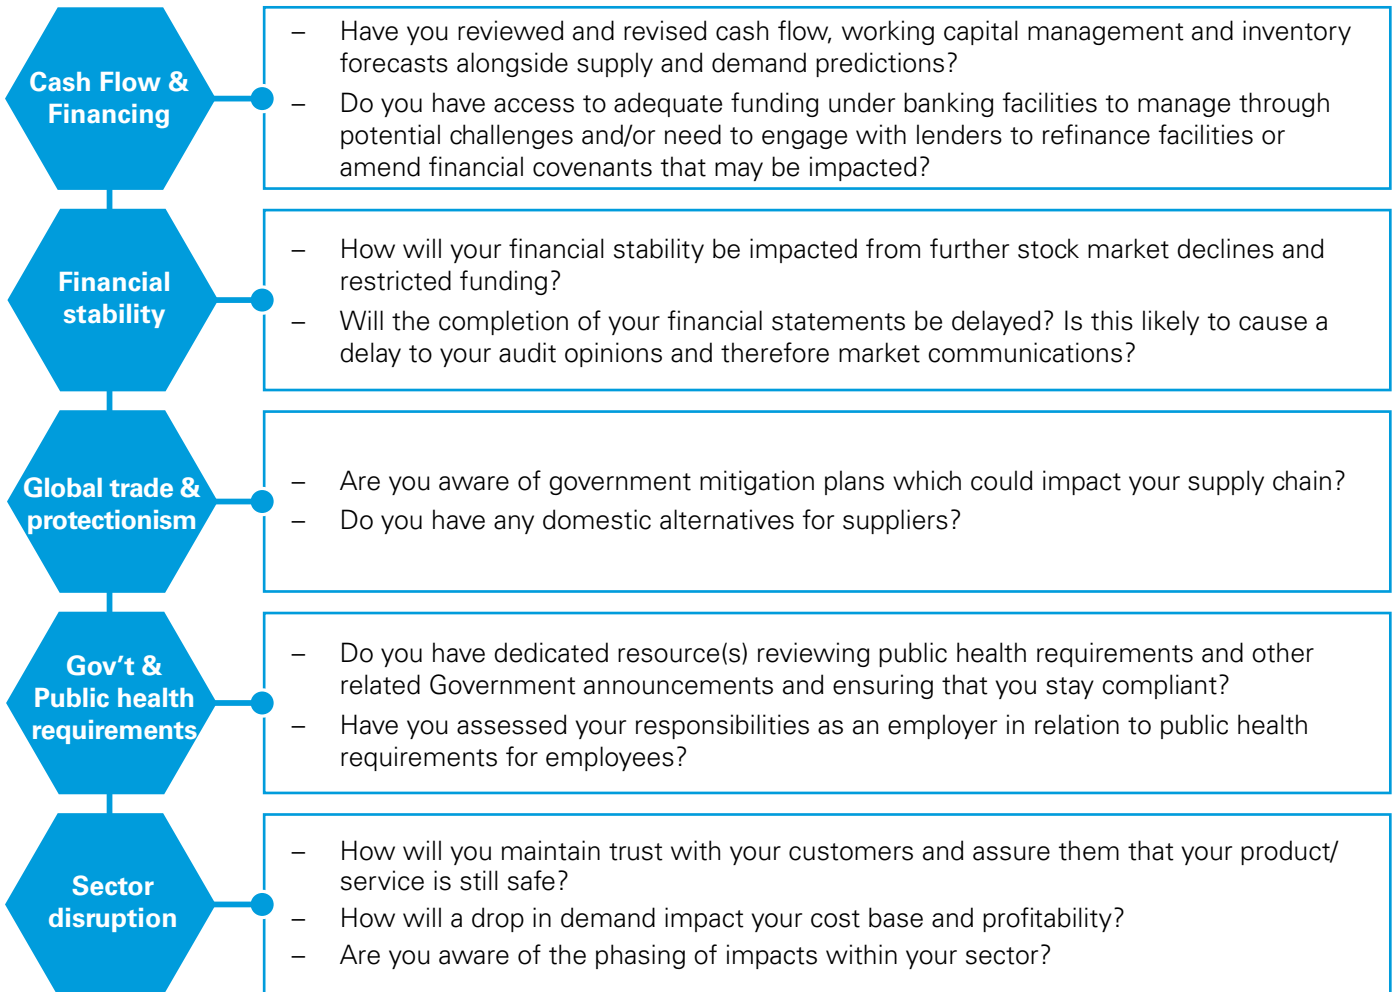 Cash Flow &
Financing
– Have you reviewed and revised cash flow, working capital management and inventory
forecasts alongside supply and demand predictions?
– Do you have access to adequate funding under banking facilities to manage through
potential challenges and/or need to engage with lenders to refinance facilities or
amend financial covenants that may be impacted?
Financial
stability
– How will your financial stability be impacted from further stock market declines and
restricted funding?
– Will the completion of your financial statements be delayed? Is this likely to cause a
delay to your audit opinions and therefore market communications?
Global trade &
protectionism
– Are you aware of government mitigation plans which could impact your supply chain?
– Do you have any domestic alternatives for suppliers?
Gov’t &
Public health
requirements
– Do you have dedicated resource(s) reviewing public health requirements and other
related Government announcements and ensuring that you stay compliant?
– Have you assessed your responsibilities as an employer in relation to public health
requirements for employees?
Sector
disruption
– How will you maintain trust with your customers and assure them that your product/
service is still safe?
– How will a drop in demand impact your cost base and profitability?
– Are you aware of the phasing of impacts within your sector?